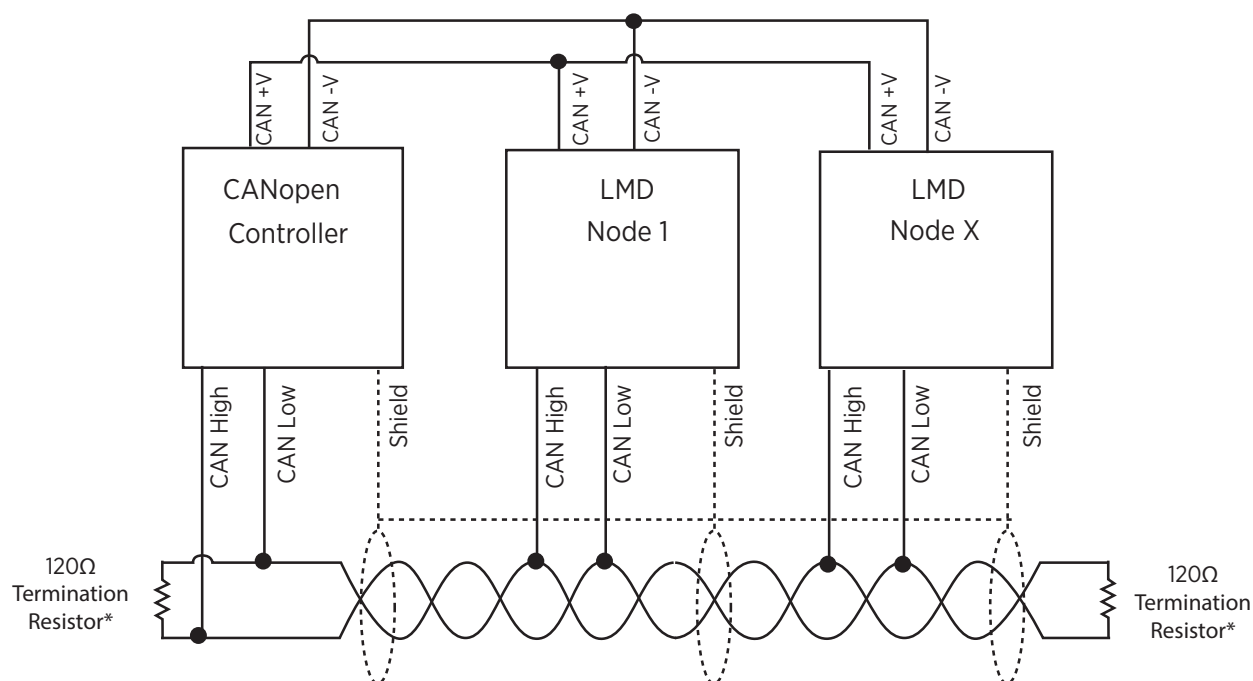 CAN +V
CAN -V
CAN +V
CAN -V
CAN +V
CAN -V
CANopen
Controller
LMD
Node 1
LMD
Node X
CAN High
CAN Low
Shield
CAN High
CAN Low
Shield
CAN High
CAN Low
Shield
120Ω
Termination
Resistor*
120Ω
Termination
Resistor*